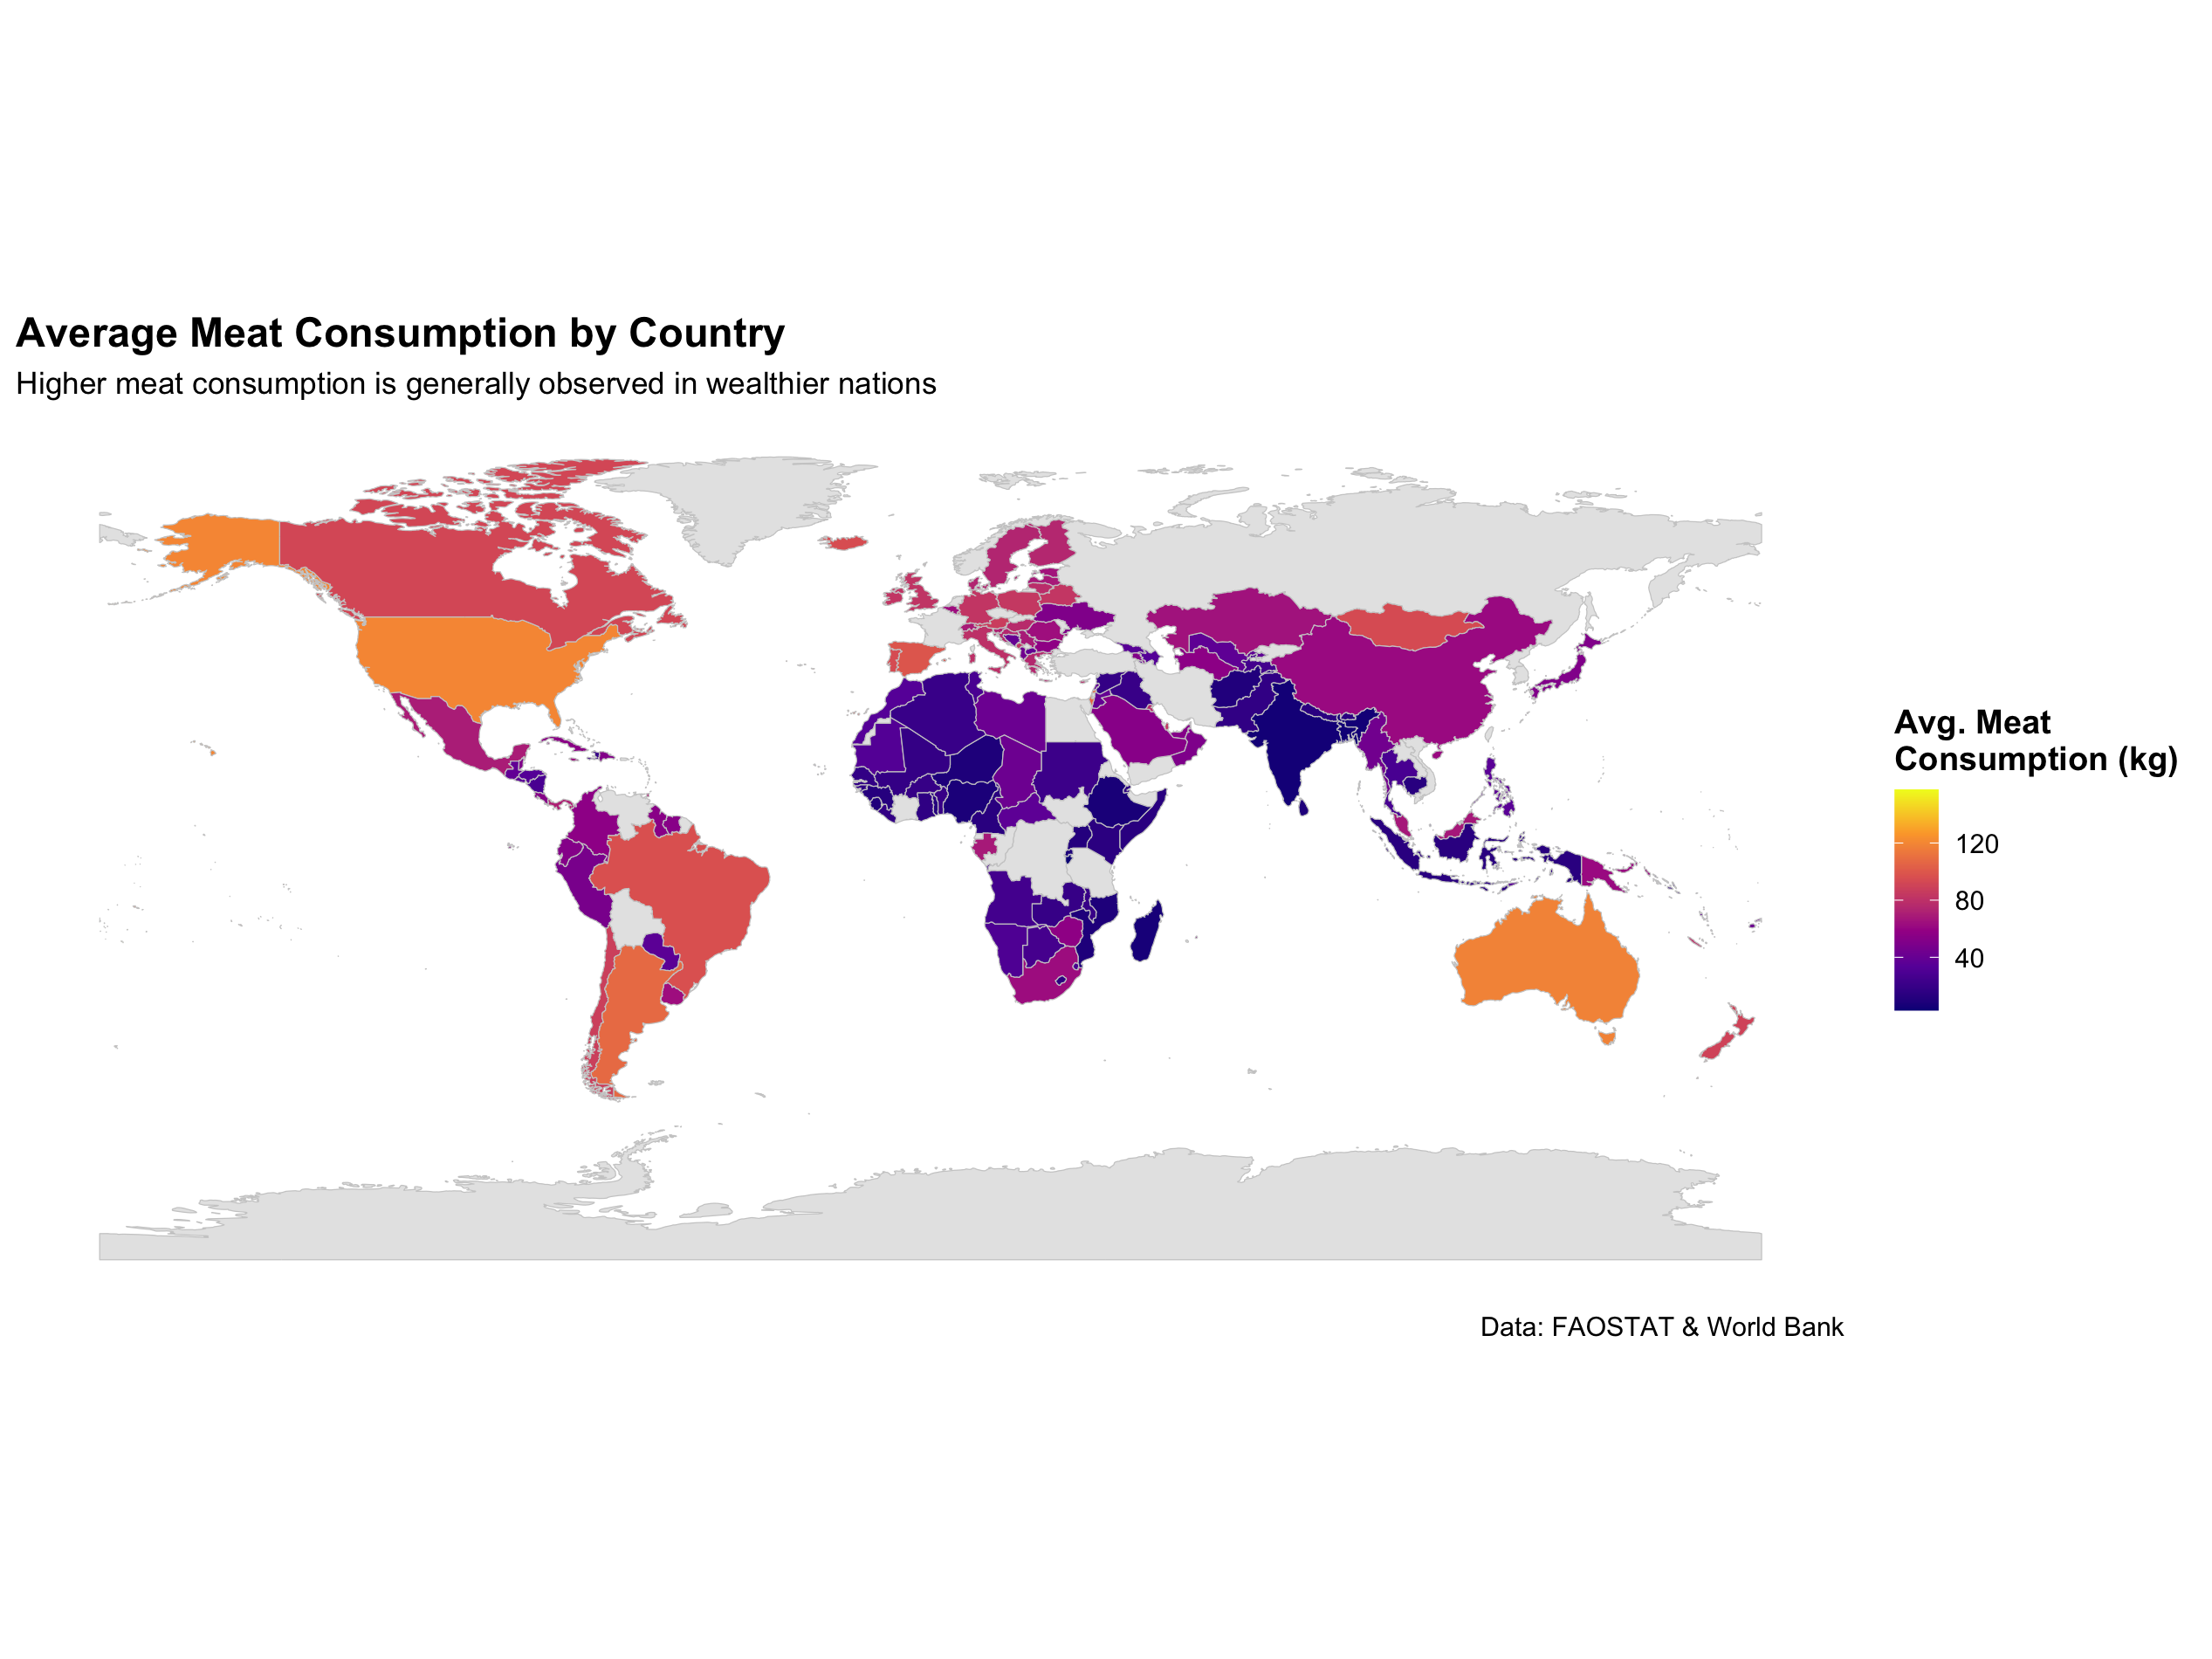 Average Meat Consumption by Country
Higher meat consumption is generally observed in wealthier nations
Avg. Meat
Consumption (kg)
120
80
40
Data: FAOSTAT & World Bank